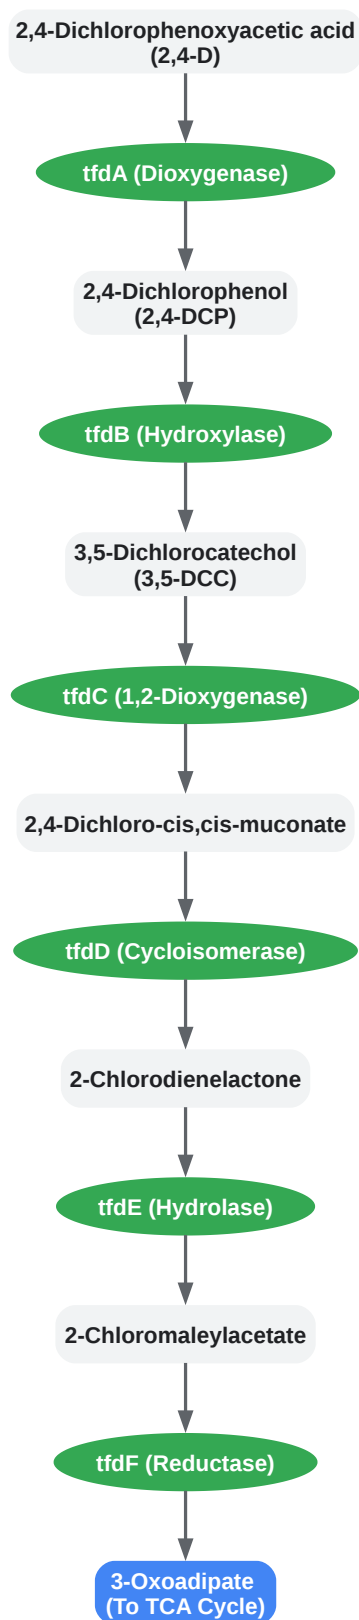 2,4-Dichlorophenoxyacetic acid
(2,4-D)
tfdA (Dioxygenase)
2,4-Dichlorophenol
(2,4-DCP)
tfdB (Hydroxylase)
3,5-Dichlorocatechol
(3,5-DCC)
tfdC (1,2-Dioxygenase)
2,4-Dichloro-cis,cis-muconate
tfdD (Cycloisomerase)
2-Chlorodienelactone
tfdE (Hydrolase)
2-Chloromaleylacetate
tfdF (Reductase)
3-Oxoadipate
(To TCA Cycle)